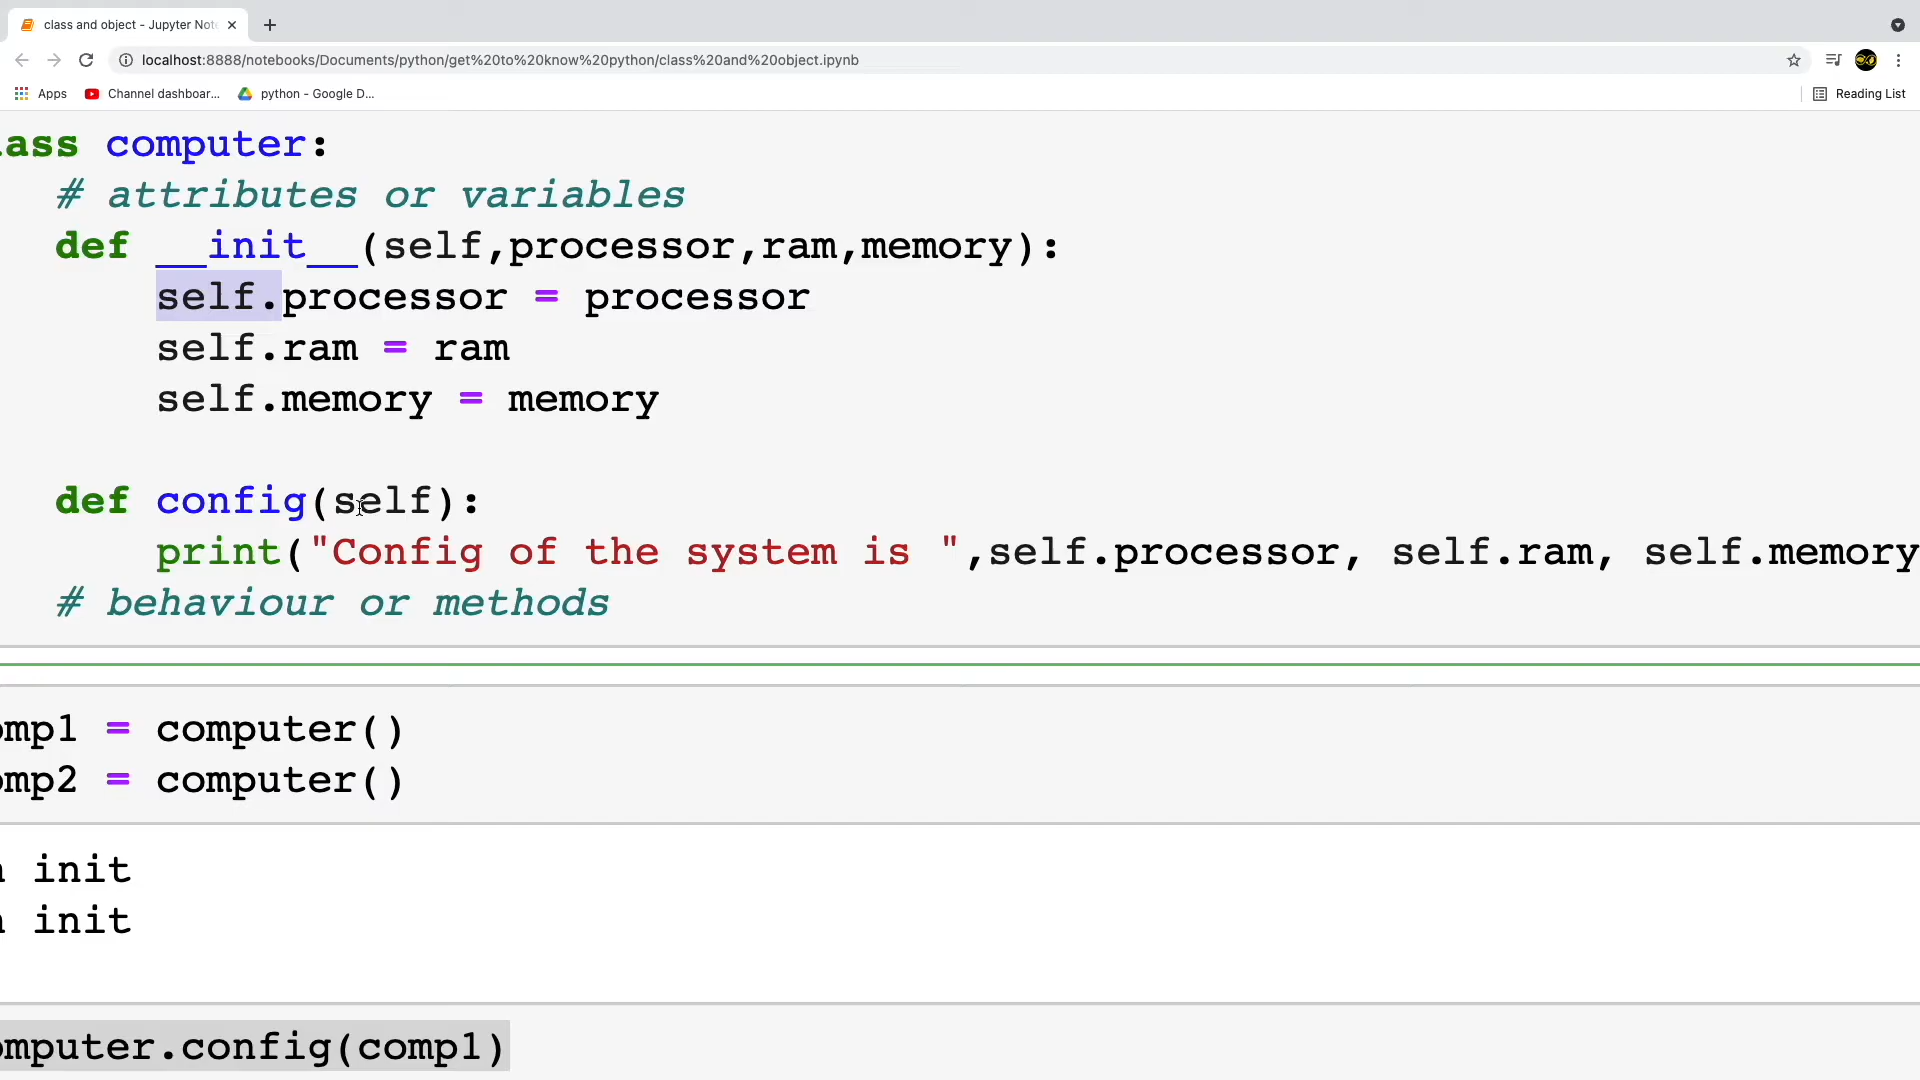 class and object - Jupyter Not
localhost:8888/notebooks/Documents/python/get%20to%20know%20python/class%20and%20object.ipynb
Apps Channel dashboar... python - Google D... Reading List
ass computer:
# attributes or variables
def __init__(self,processor,ram,memory):
self.processor = processor
self.ram = ram
self.memory = memory
def config(self):
print("Config of the system is ",self.processor, self.ram, self.memory
# behaviour or methods
omp1 = computer()
omp2 = computer()
init
init
omputer.config(comp1)